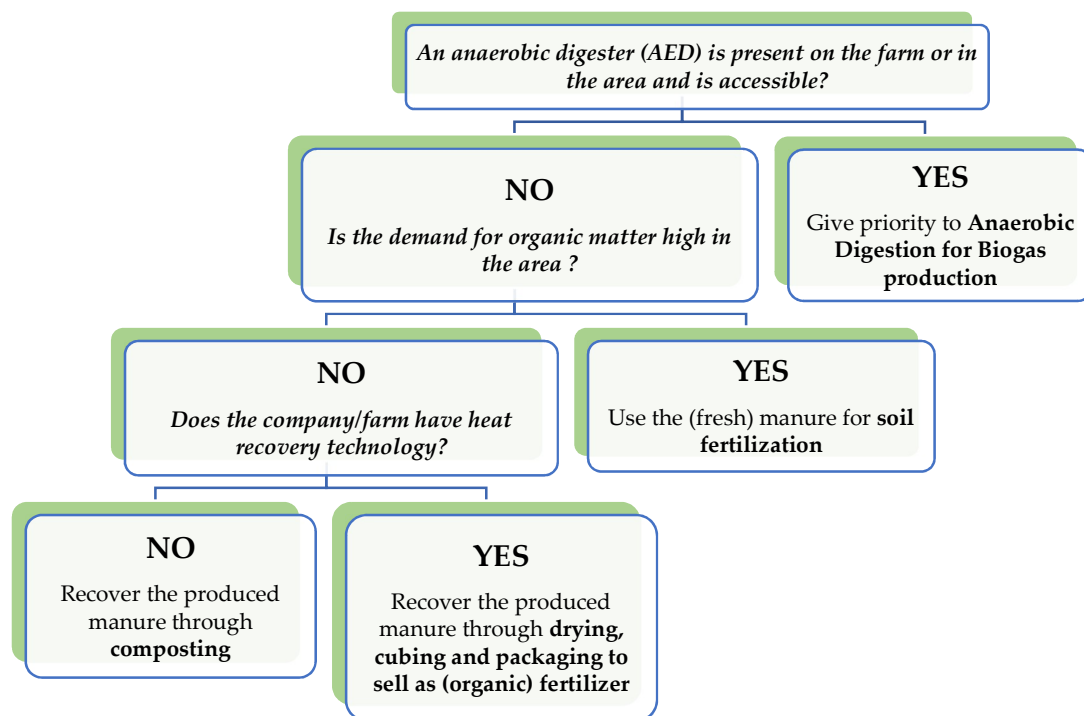 An anaerobic digester (AED) is present on the farm or in
the area and is accessible?
NO
Is the demand for organic matter high in
the area ?
YES
Give priority to Anaerobic
Digestion for Biogas
production
NO
Does the company/farm have heat
recovery technology?
YES
Use the (fresh) manure for soil
fertilization
NO
Recover the produced
manure through
composting
YES
Recover the produced
manure through drying,
cubing and packaging to
sell as (organic) fertilizer